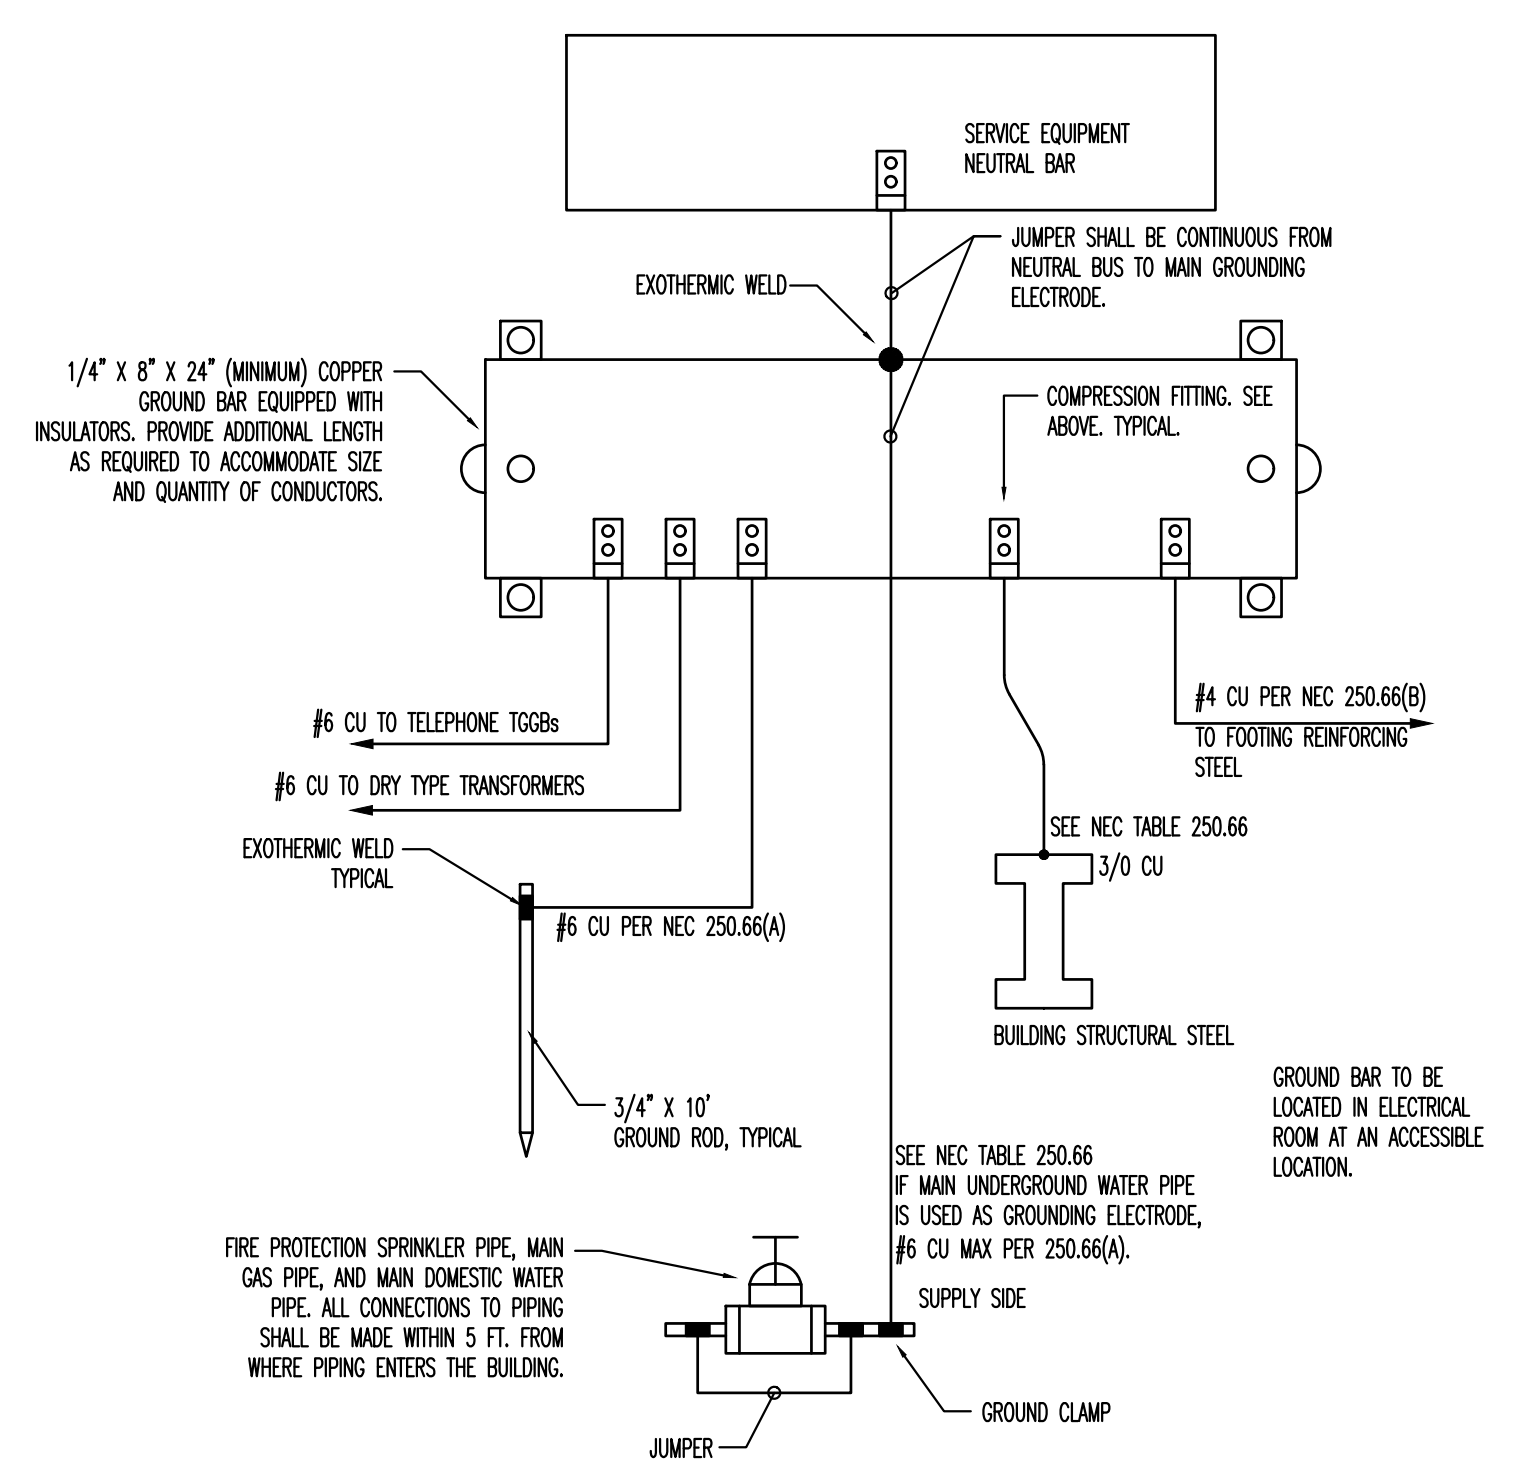 SERVICE EQUIPMENT
NEUTRAL BAR
JUMPER SHALL BE CONTINUOUS FROM
NEUTRAL BUS TO MAIN GROUNDING
ELECTRODE.
EXOTHERMIC WELD
1/4" X 8" X 24" (MINIMUM) COPPER
GROUND BAR EQUIPPED WITH
INSULATORS. PROVIDE ADDITIONAL LENGTH
AS REQUIRED TO ACCOMMODATE SIZE
AND QUANTITY OF CONDUCTORS.
COMPRESSION FITTING. SEE
ABOVE. TYPICAL.
#6 CU TO TELEPHONE TGGBs
#4 CU PER NEC 250.66(B)
TO FOOTING REINFORCING
STEEL
#6 CU TO DRY TYPE TRANSFORMERS
EXOTHERMIC WELD
TYPICAL
SEE NEC TABLE 250.66
3/0 CU
#6 CU PER NEC 250.66(A)
BUILDING STRUCTURAL STEEL
3/4" X 10'
GROUND ROD, TYPICAL
GROUND BAR TO BE
LOCATED IN ELECTRICAL
ROOM AT AN ACCESSIBLE
LOCATION.
SEE NEC TABLE 250.66
IF MAIN UNDERGROUND WATER PIPE
IS USED AS GROUNDING ELECTRODE,
#6 CU MAX PER 250.66(A).
SUPPLY SIDE
FIRE PROTECTION SPRINKLER PIPE, MAIN
GAS PIPE, AND MAIN DOMESTIC WATER
PIPE. ALL CONNECTIONS TO PIPING
SHALL BE MADE WITHIN 5 FT. FROM
WHERE PIPING ENTERS THE BUILDING.
GROUND CLAMP
JUMPER